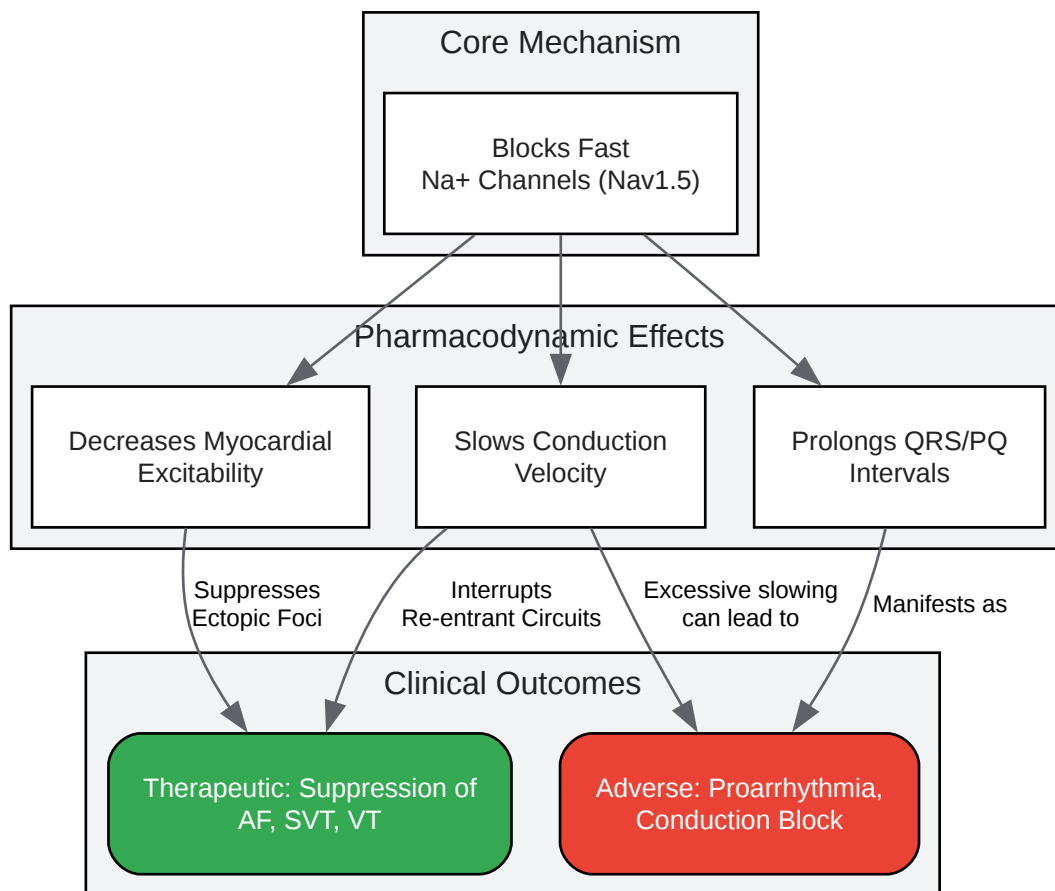 Core Mechanism
Blocks Fast
Na+ Channels (Nav1.5)
Pharmacodynamic Effects
Decreases Myocardial
Excitability
Slows Conduction
Velocity
Prolongs QRS/PQ
Intervals
Suppresses
Ectopic Foci
Interrupts
Re-entrant Circuits
Excessive slowing
can lead to
Manifests as
Clinical Outcomes
Therapeutic: Suppression of
AF, SVT, VT
Adverse: Proarrhythmia,
Conduction Block